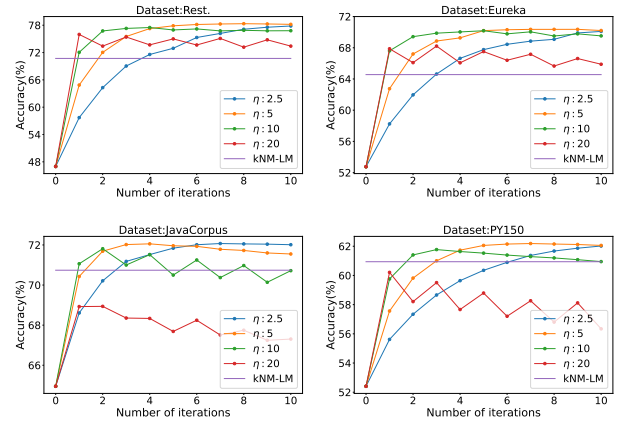 Dataset:Rest.
Accuracy(%)
78
72
66
60
54
48
η : 2.5
η : 5
η : 10
η : 20
kNM-LM
0 2 4 6 8 10
Number of iterations
Dataset:Eureka
Accuracy(%)
72
68
64
60
56
52
η : 2.5
η : 5
η : 10
η : 20
kNM-LM
0 2 4 6 8 10
Number of iterations
Dataset:JavaCorpus
Accuracy(%)
72
70
68
66
η : 2.5
η : 5
η : 10
η : 20
kNM-LM
0 2 4 6 8 10
Number of iterations
Dataset:PY150
Accuracy(%)
62
60
58
56
54
52
η : 2.5
η : 5
η : 10
η : 20
kNM-LM
0 2 4 6 8 10
Number of iterations